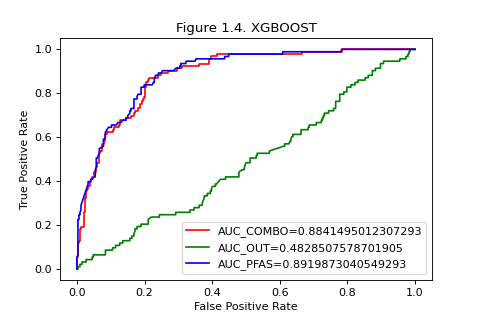 Figure 1.4. XGBOOST
True Positive Rate
1.0
0.8
0.6
0.4
0.2
0.0
AUC_COMBO=0.8841495012307293
AUC_OUT=0.4828507578701905
AUC_PFAS=0.8919873040549293
0.0 0.2 0.4 0.6 0.8 1.0
False Positive Rate